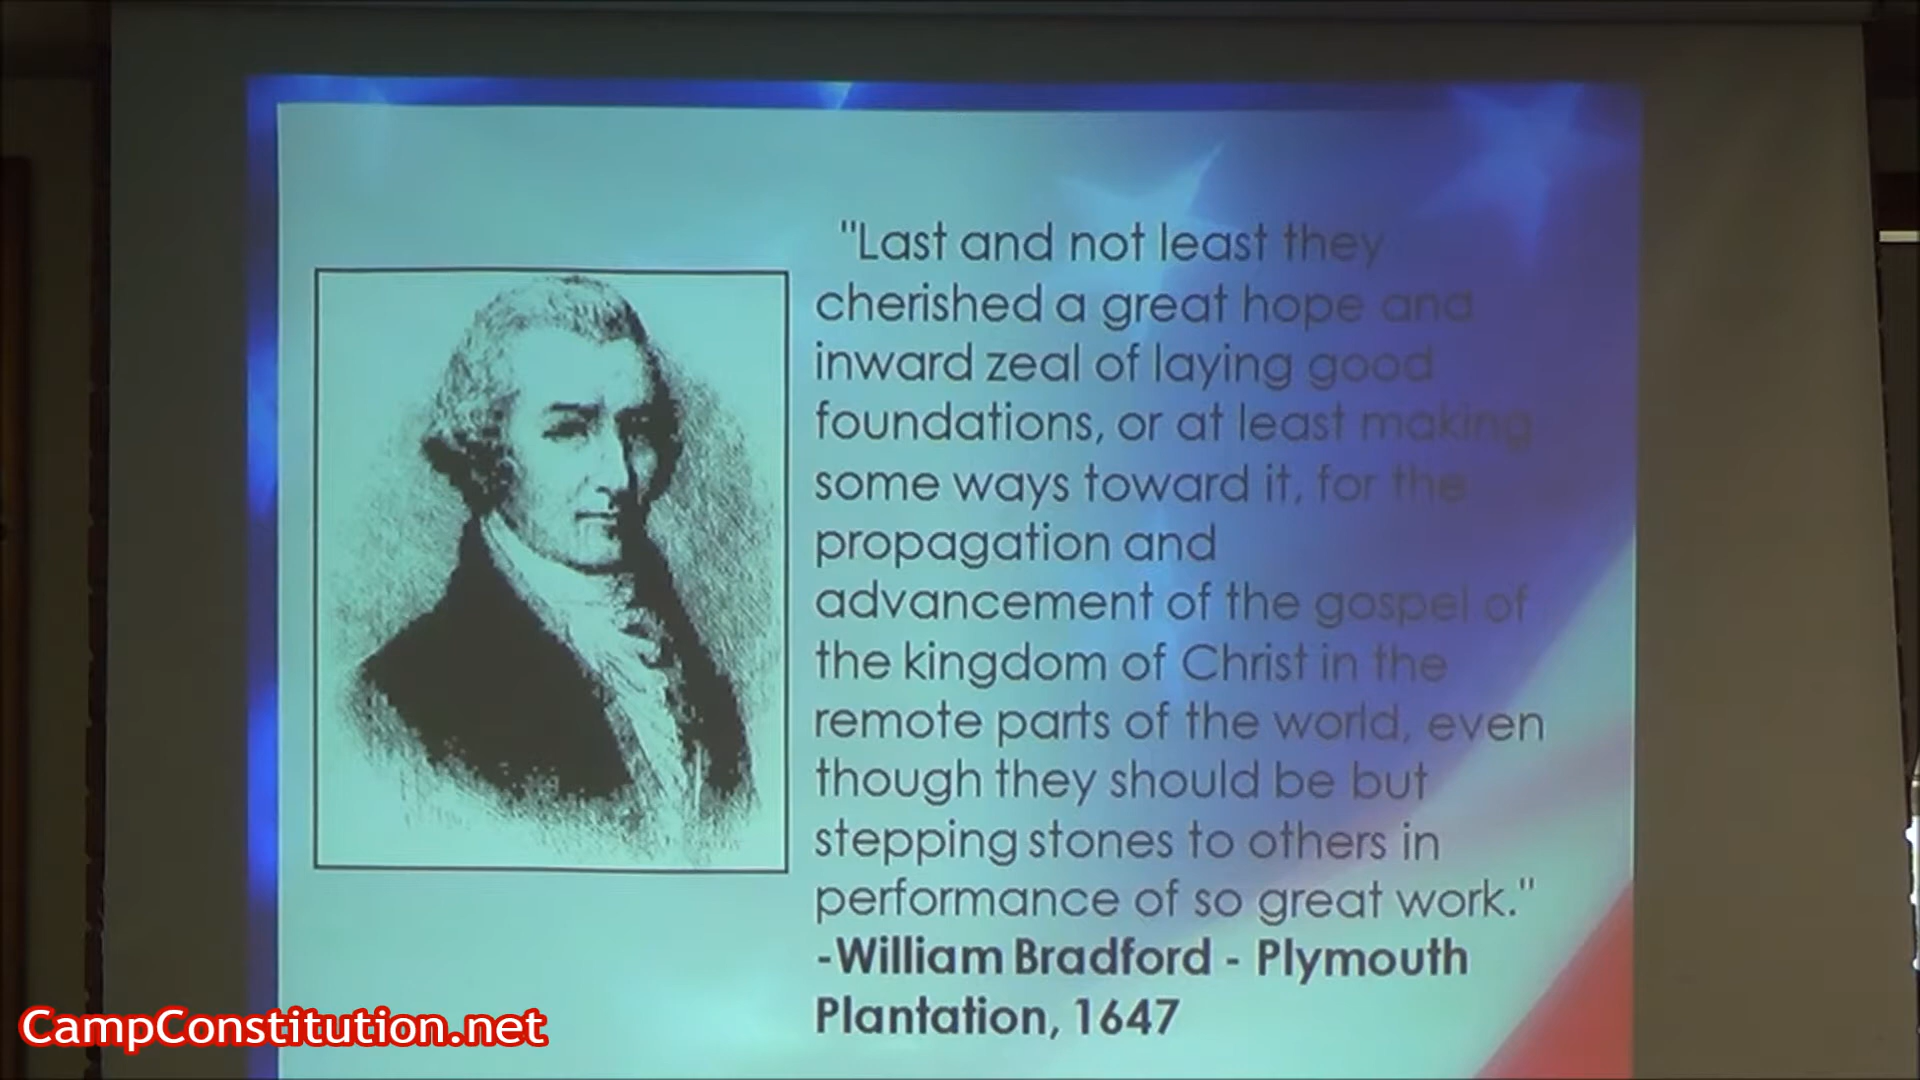 "Last and not least they
cherished a great hope and
inward zeal of laying good
foundations, or at least making
some ways toward it, for the
propagation and
advancement of the gospel of
the kingdom of Christ in the
remote parts of the world, even
though they should be but
stepping stones to others in
performance of so great work."
-William Bradford - Plymouth
Plantation, 1647
CampConstitution.net